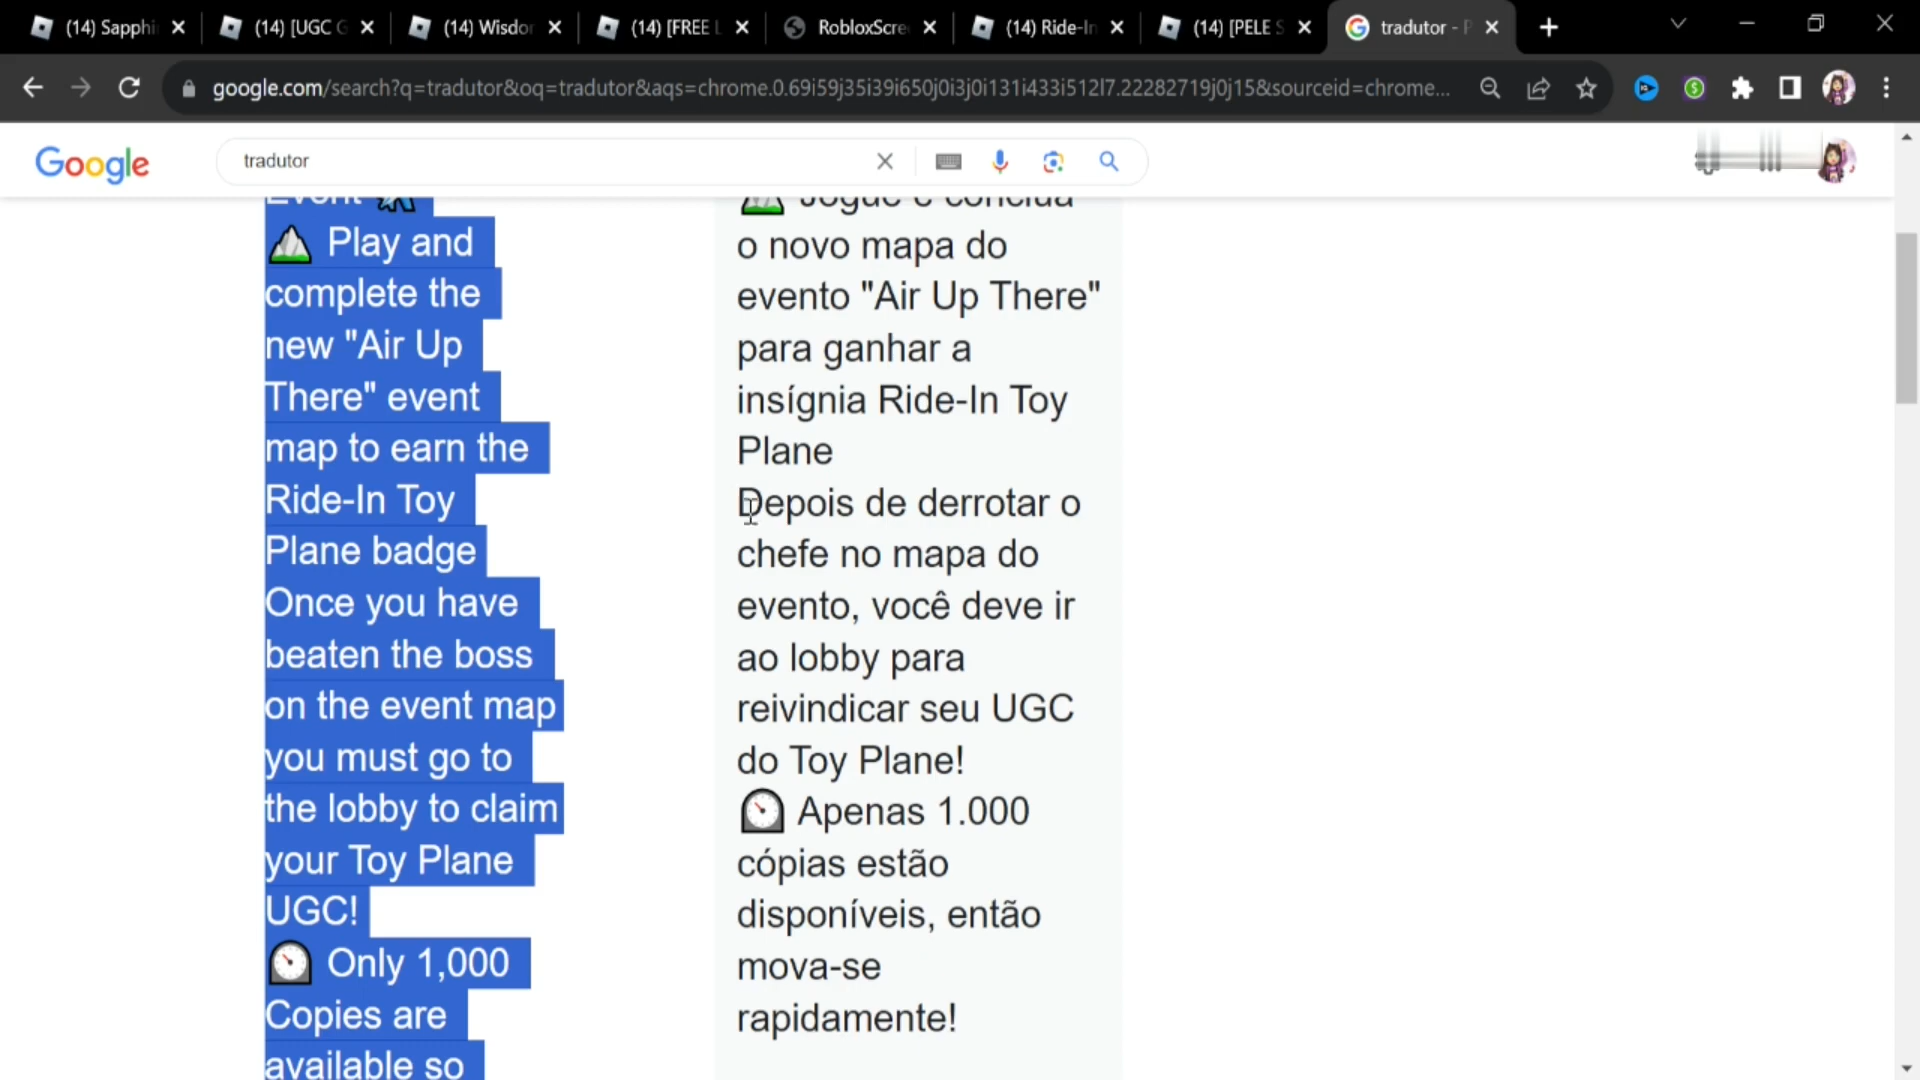 (14) Sapphi
(14) [UGC G
(14) Wisdor
(14) [FREE L
RobloxScre
(14) Ride-In
(14) [PELE S
tradutor - P
google.com/search?q=tradutor&oq=tradutor&aqs=chrome.0.69i59j35i39i650j0i3j0i131i433i512l7.22282719j0j15&sourceid=chrome...
Google
tradutor
Event
Play and
complete the
new "Air Up
There" event
map to earn the
Ride-In Toy
Plane badge
Once you have
beaten the boss
on the event map
you must go to
the lobby to claim
your Toy Plane
UGC!
Only 1,000
Copies are
available so
Jogue e conclua
o novo mapa do
evento "Air Up There"
para ganhar a
insígnia Ride-In Toy
Plane
Depois de derrotar o
chefe no mapa do
evento, você deve ir
ao lobby para
reivindicar seu UGC
do Toy Plane!
Apenas 1.000
cópias estão
disponíveis, então
mova-se
rapidamente!